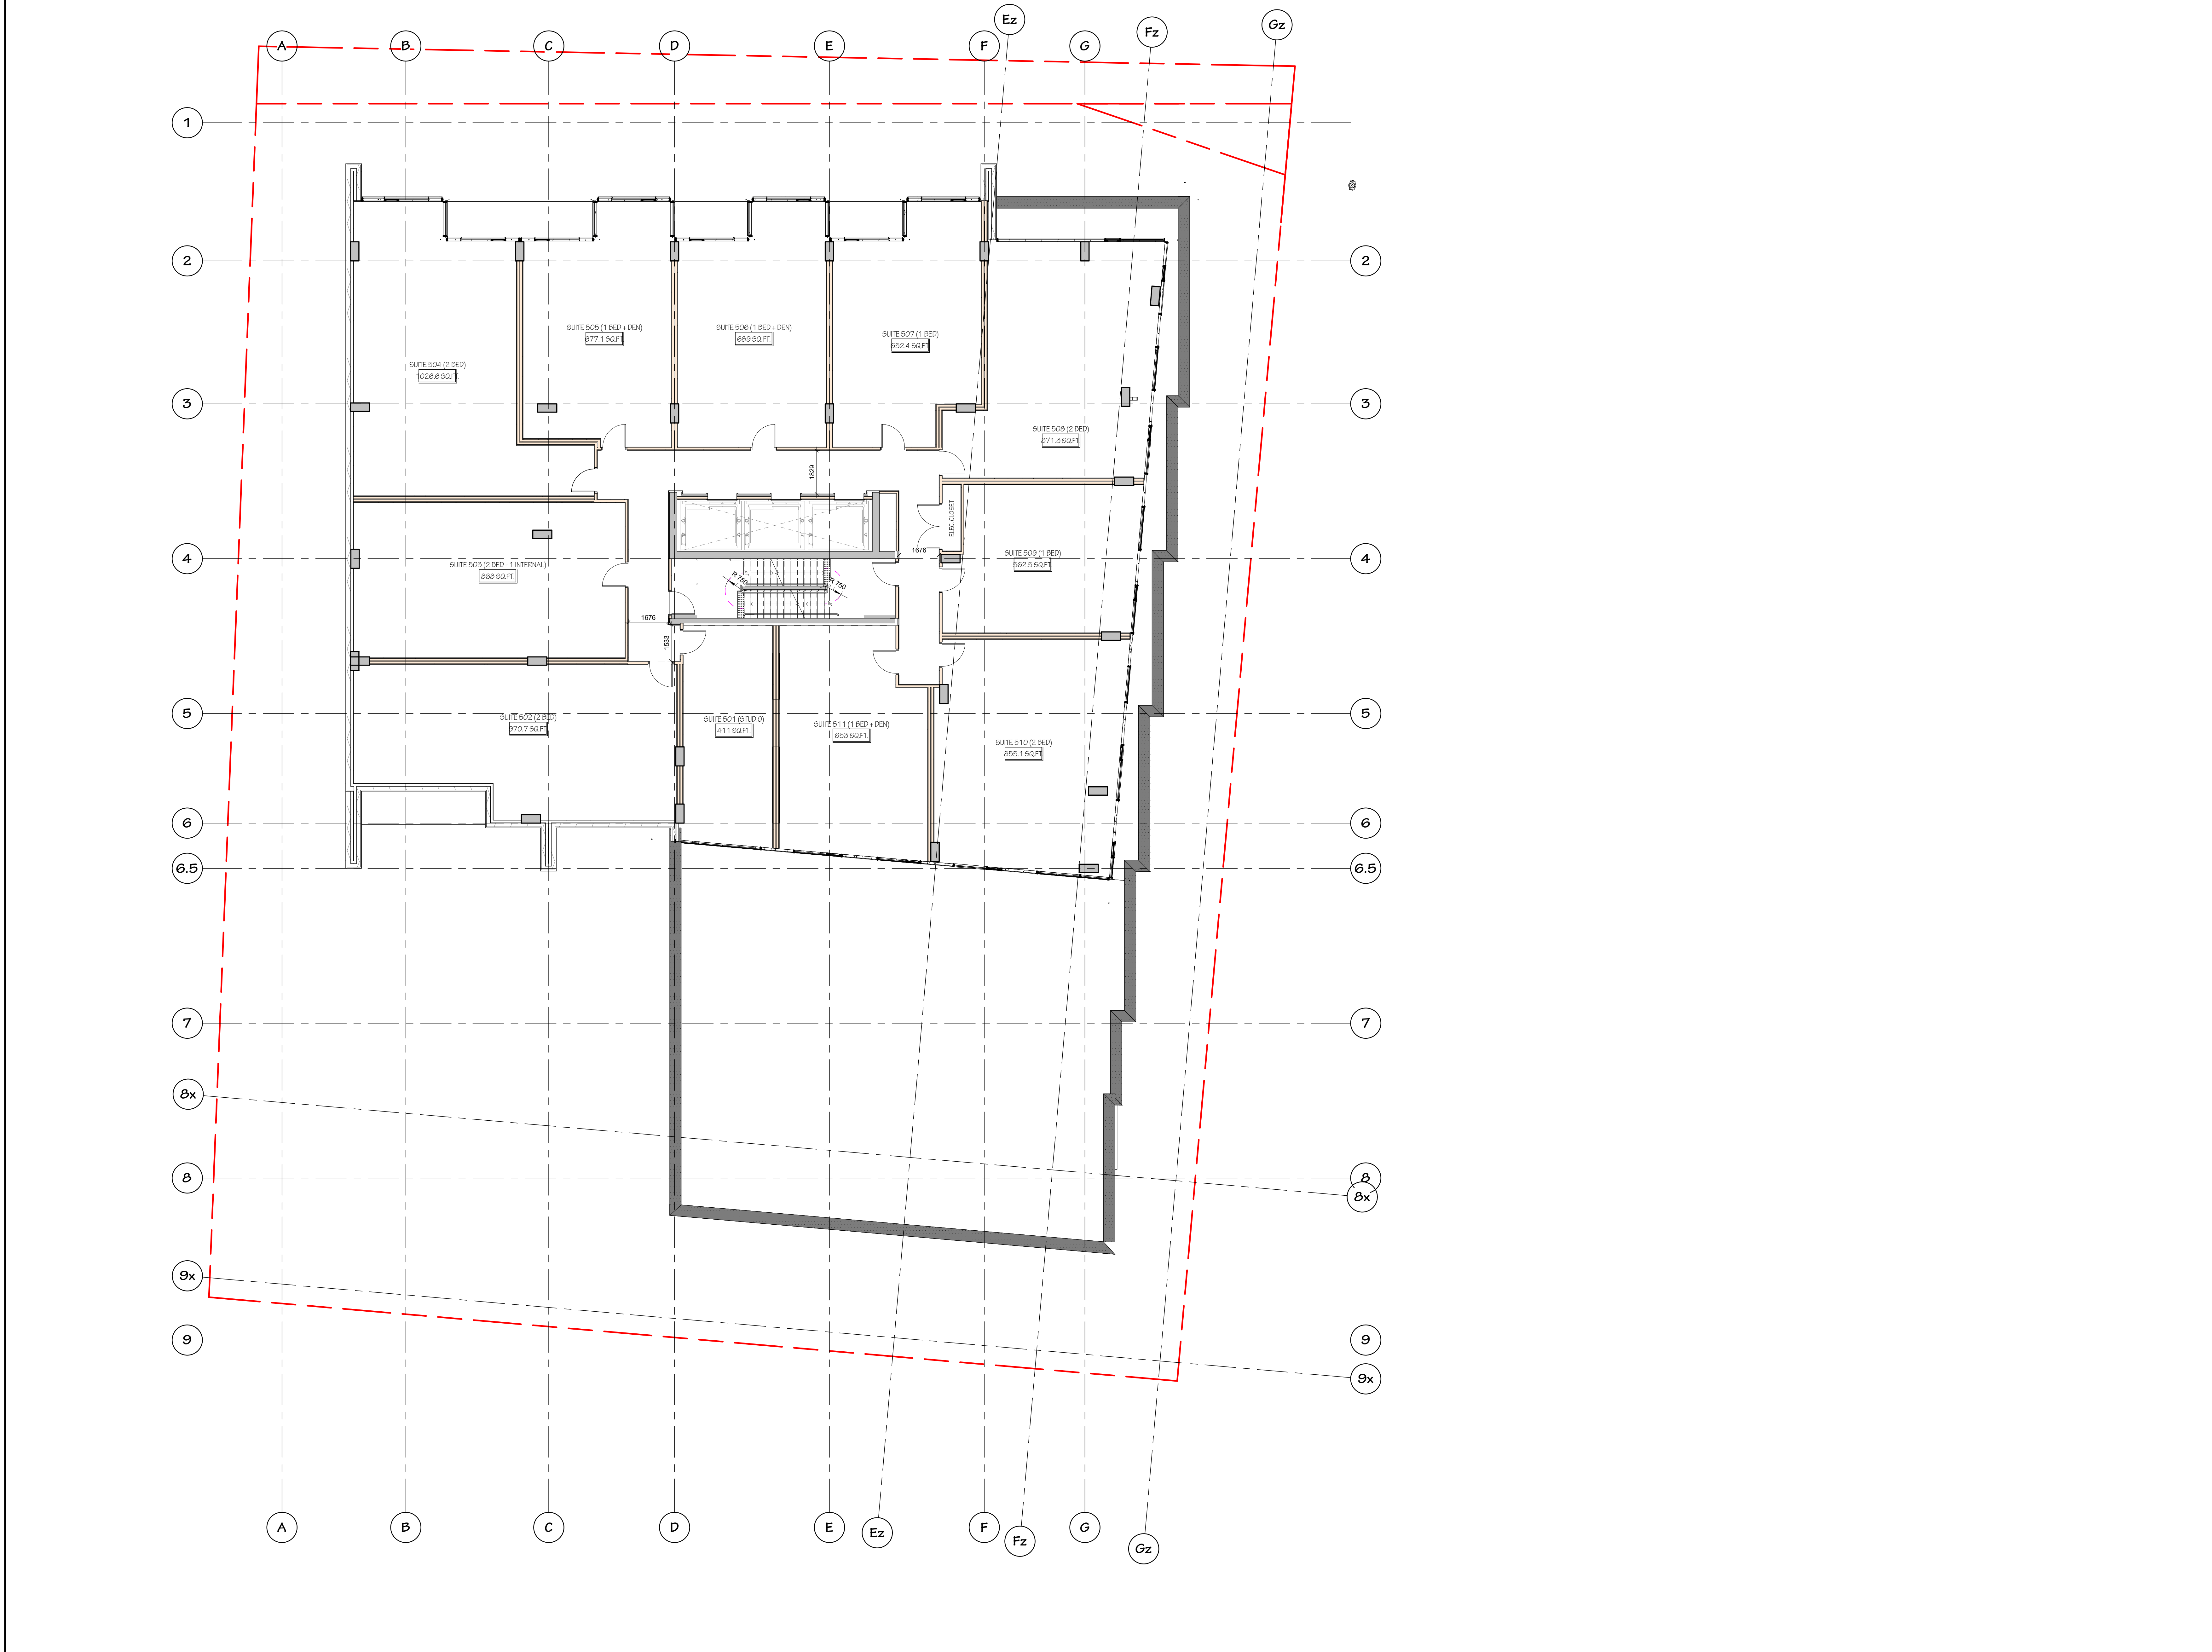 Ez
Gz
A
B
C
D
E
F
G
Fz
1
2
2
SUITE 505 (1 BED + DEN)
677.1 SQ.FT.
SUITE 506 (1 BED + DEN)
689 SQ.FT.
SUITE 507 (1 BED)
652.4 SQ.FT.
SUITE 504 (2 BED)
1026.6 SQ.FT.
3
3
SUITE 508 (2 BED)
871.3 SQ.FT.
1829
ELEC CLOSET
4
1676
4
SUITE 503 (2 BED - 1 INTERNAL)
868 SQ.FT.
SUITE 509 (1 BED)
562.5 SQ.FT.
R 750
R 750
1676
1533
5
5
SUITE 502 (2 BED)
970.7 SQ.FT.
SUITE 501 (STUDIO)
411 SQ.FT.
SUITE 511 (1 BED + DEN)
653 SQ.FT.
SUITE 510 (2 BED)
855.1 SQ.FT.
6
6
6.5
6.5
7
7
8x
8
8
8x
9x
9
9
9x
A
B
C
D
E
Ez
F
Fz
G
Gz